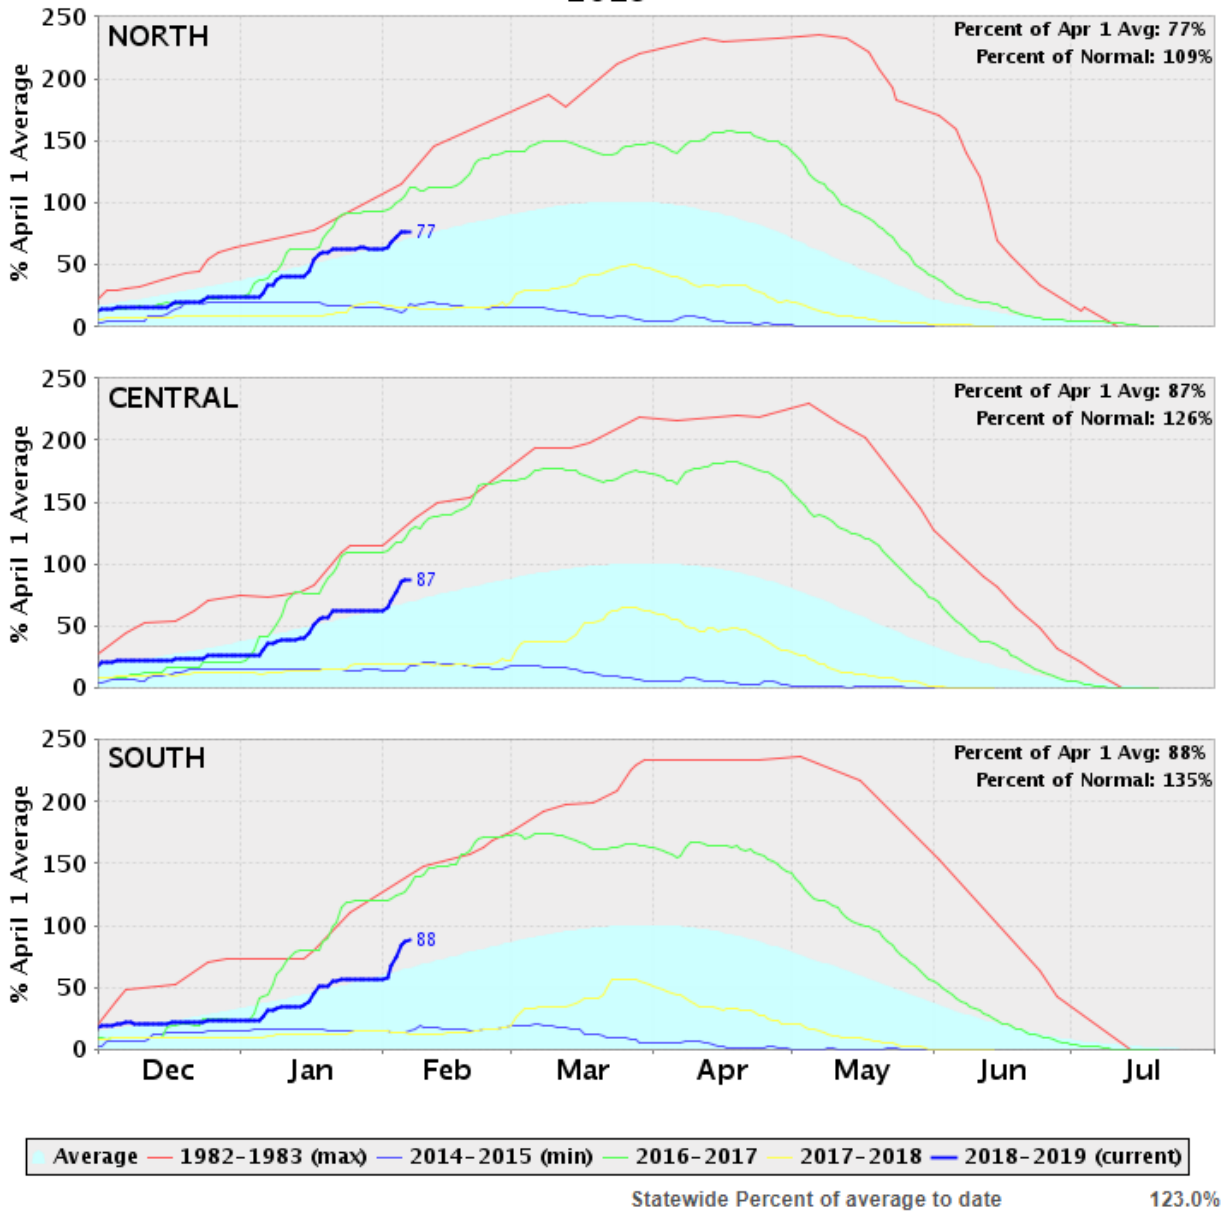 250 NORTH Percent of Apr 1 Avg: 77%
200 Percent of Normal: 109%
150
100
77
50
0
% April 1 Average
250 CENTRAL Percent of Apr 1 Avg: 87%
200 Percent of Normal: 126%
150
100
87
50
0
% April 1 Average
250 SOUTH Percent of Apr 1 Avg: 88%
200 Percent of Normal: 135%
150
100
88
50
0
% April 1 Average
Dec Jan Feb Mar Apr May Jun Jul
Average 1982-1983 (max) 2014-2015 (min) 2016-2017 2017-2018 2018-2019 (current)
Statewide Percent of average to date 123.0%